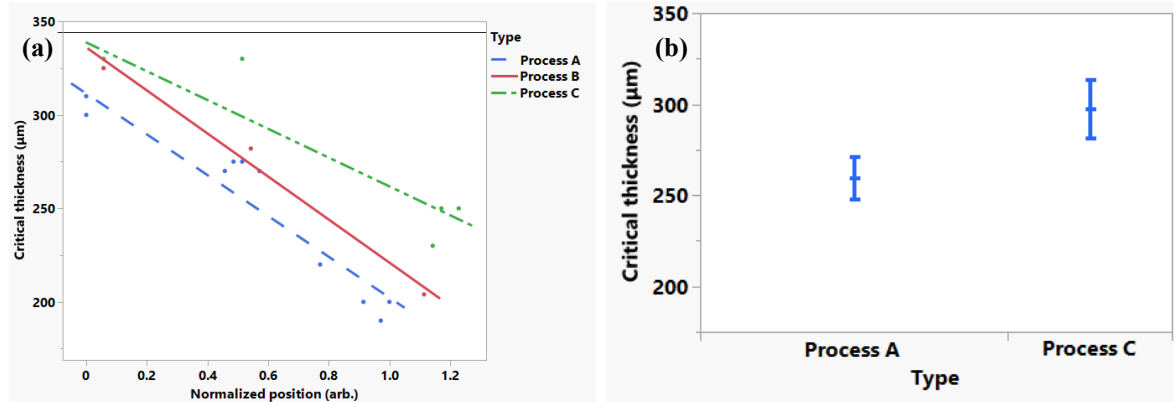 (a)
350
300
250
200
Critical thickness (μm)
0 0.2 0.4 0.6 0.8 1.0 1.2
Normalized position (arb.)
Type
Process A
Process B
Process C
(b)
350
300
250
200
Critical thickness (μm)
Process A Process C
Type